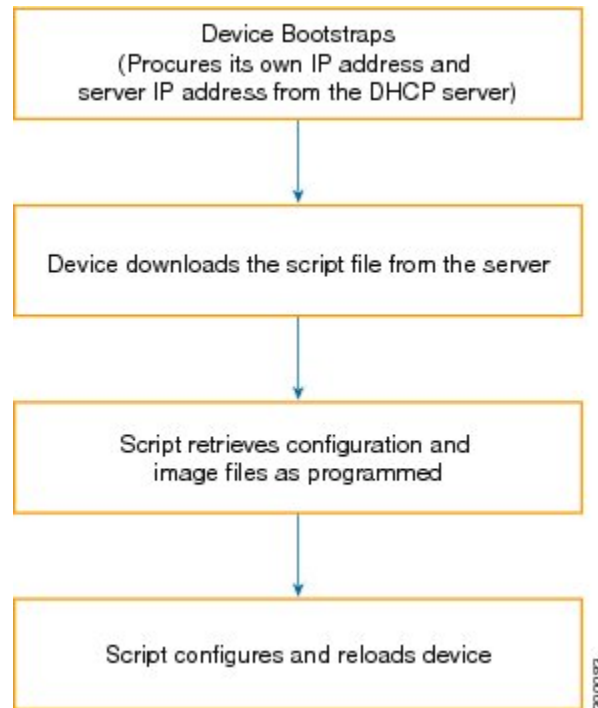 Device Bootstraps
(Procures its own IP address and
server IP address from the DHCP server)
Device downloads the script file from the server
Script retrieves configuration and
image files as programmed
Script configures and reloads device